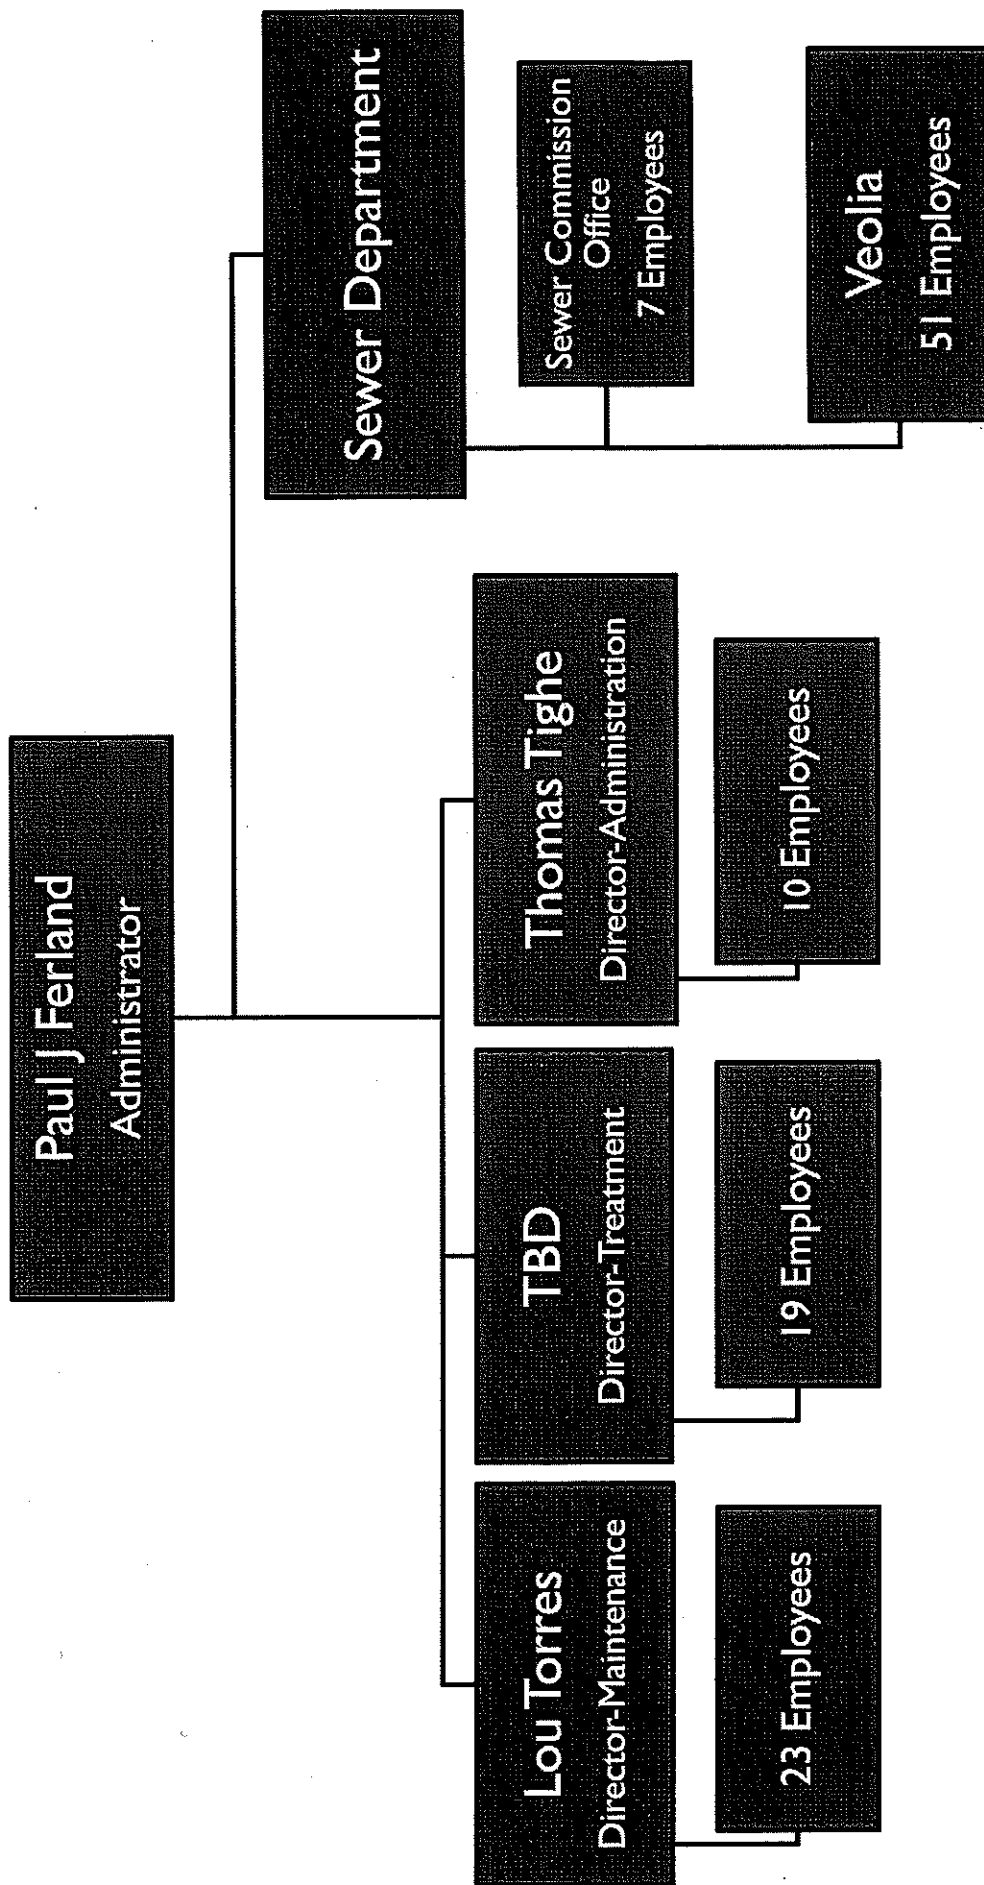 Paul J Ferland
Administrator
Sewer Department
Sewer Commission
Office
7 Employees
Veolia
51 Employees
Lou Torres
Director-Maintenance
23 Employees
TBD
Director-Treatment
19 Employees
Thomas Tighe
Director-Administration
10 Employees